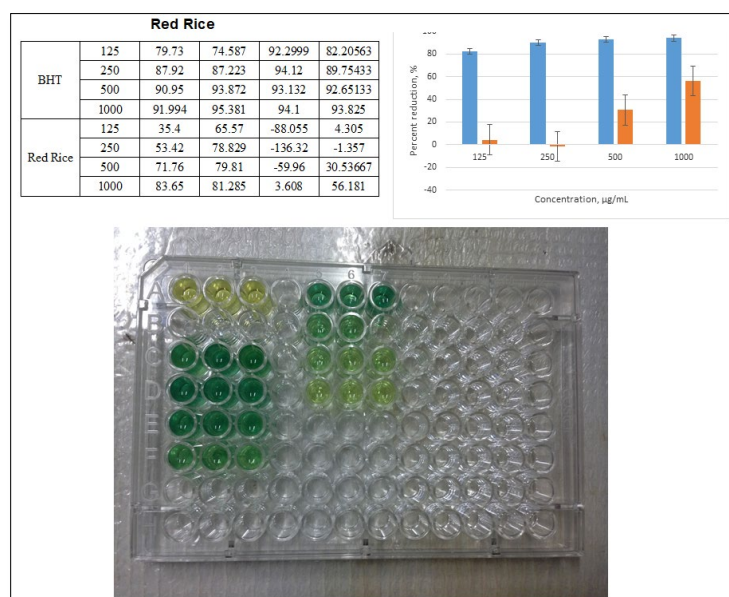 Red Rice
BHT
125 79.73 74.587 92.2999 82.20563
250 87.92 87.223 94.12 89.75433
500 90.95 93.872 93.132 92.65133
1000 91.994 95.381 94.1 93.825
Red Rice
125 35.4 65.57 -88.055 4.305
250 53.42 78.829 -136.32 -1.357
500 71.76 79.81 -59.96 30.53667
1000 83.65 81.285 3.608 56.181
Percent reduction, %
100
80
60
40
20
0
-20
-40
125 250 500 1000
Concentration, µg/mL
6
A
B
C
D
E
F
G